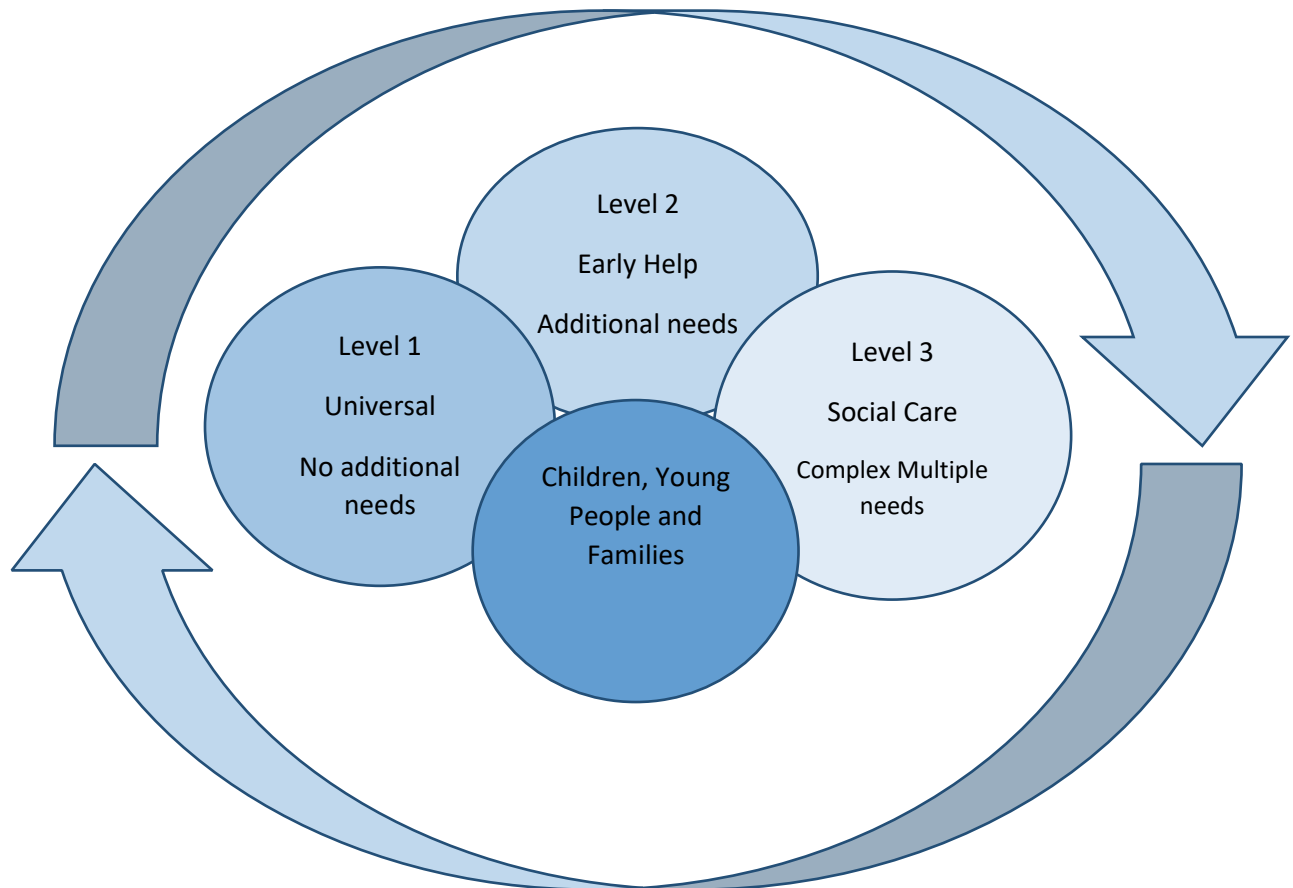 Level 2
Early Help
Additional needs
Level 1
Universal
No additional
needs
Level 3
Social Care
Complex Multiple
needs
Children, Young
People and
Families